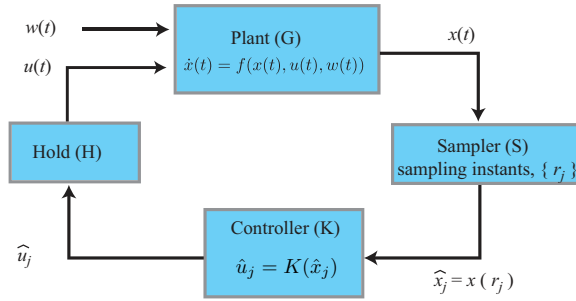 w(t)
Plant (G)
ẋ(t) = f(x(t), u(t), w(t))
x(t)
u(t)
Hold (H)
Sampler (S)
sampling instants, { r_j }
Controller (K)
û_j = K(x̂_j)
û_j
x̂_j = x ( r_j )